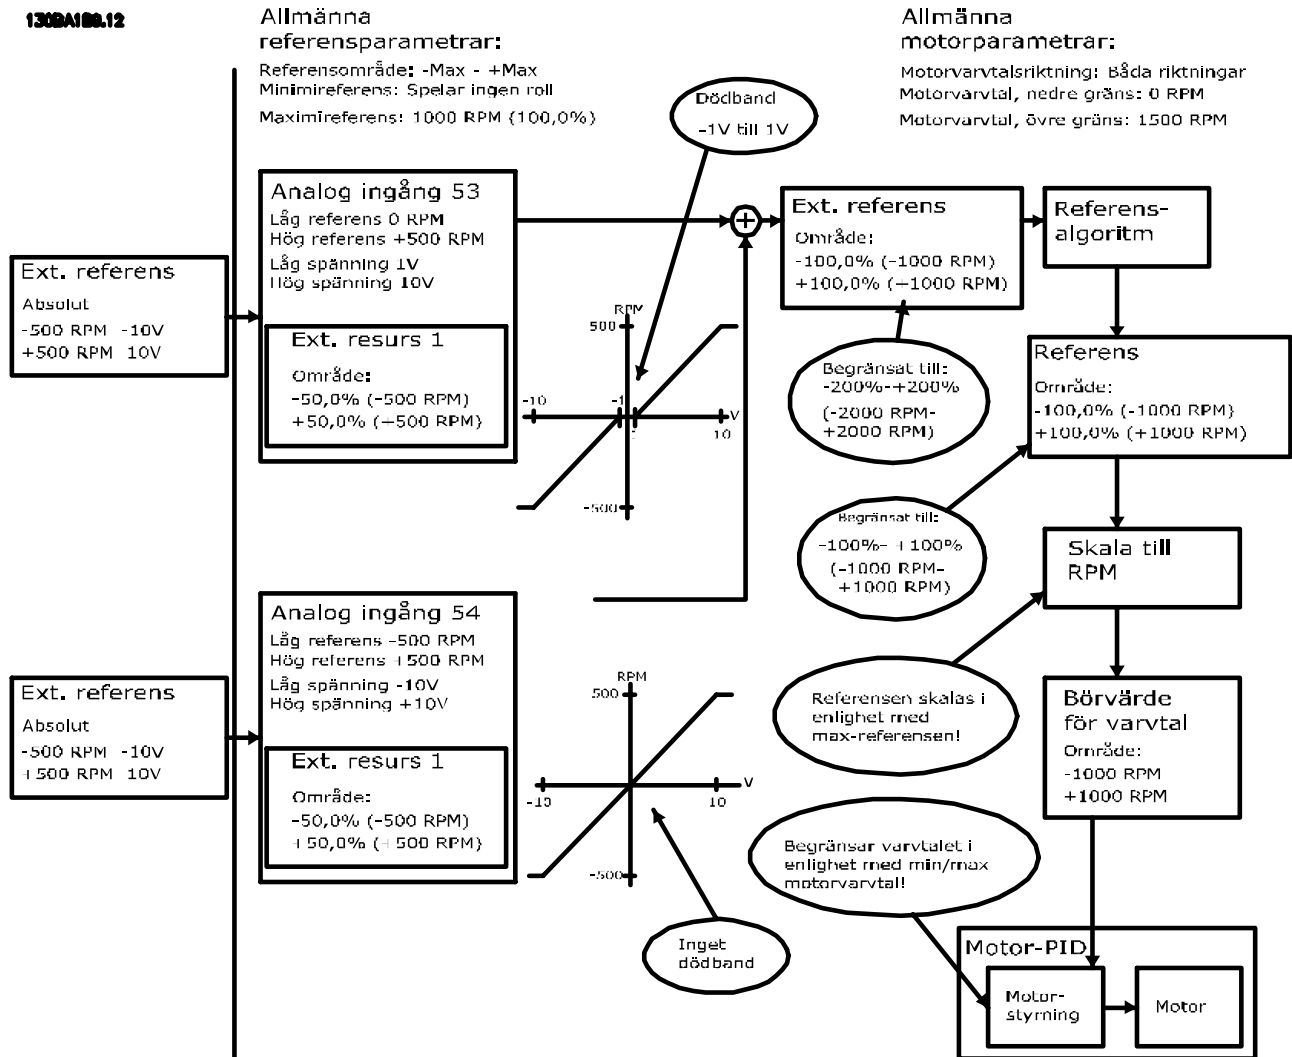 130BA188.12
Allmänna
referensparametrar:
Referensområde: -Max - +Max
Minimireferens: Spelar ingen roll
Maximireferens: 1000 RPM (100,0%)
Allmänna
motorparametrar:
Motorvarvtalsriktning: Båda riktningar
Motorvarvtal, nedre gräns: 0 RPM
Motorvarvtal, övre gräns: 1500 RPM
Dödband
-1V till 1V
Ext. referens
Absolut
-500 RPM -10V
+500 RPM 10V
Analog ingång 53
Låg referens 0 RPM
Hög referens +500 RPM
Låg spänning 1V
Hög spänning 10V
Ext. resurs 1
Område:
-50,0% (-500 RPM)
+50,0% (+500 RPM)
RPM
500
-10
-1
V
1
10
-500
+
Ext. referens
Område:
-100,0% (-1000 RPM)
+100,0% (+1000 RPM)
Referens-
algoritm
Begränsat till:
-200%-+200%
(-2000 RPM-
+2000 RPM)
Referens
Område:
-100,0% (-1000 RPM)
+100,0% (+1000 RPM)
Begränsat till:
-100%- +100%
(-1000 RPM-
+1000 RPM)
Skala till
RPM
Ext. referens
Absolut
-500 RPM -10V
+500 RPM 10V
Analog ingång 54
Låg referens -500 RPM
Hög referens +500 RPM
Låg spänning -10V
Hög spänning +10V
Ext. resurs 1
Område:
-50,0% (-500 RPM)
+50,0% (+500 RPM)
RPM
500
V
-10
10
-500
Referensen skalas i
enlighet med
max-referensen!
Börvärde
för varvtal
Område:
-1000 RPM
+1000 RPM
Begränsar varvtalet i
enlighet med min/max
motorvarvtal!
Inget
dödband
Motor-PID
Motor-
styrning
Motor